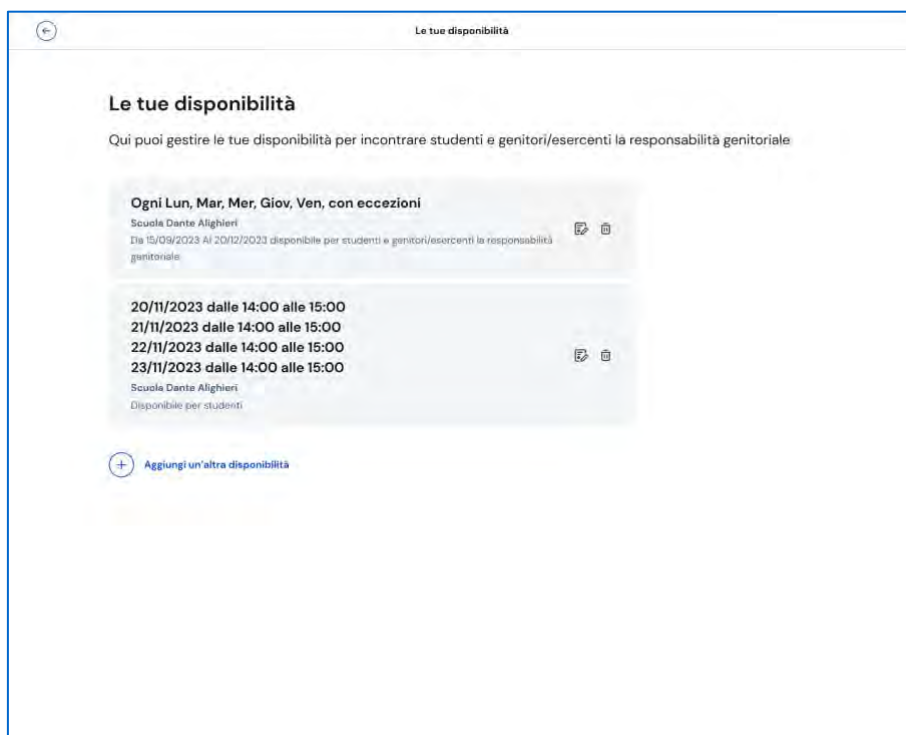 Le tue disponibilità
Le tue disponibilità
Qui puoi gestire le tue disponibilità per incontrare studenti e genitori/esercenti la responsabilità genitoriale
Ogni Lun, Mar, Mer, Giov, Ven, con eccezioni
Scuola Dante Alighieri
Da 15/09/2023 Al 20/12/2023 disponibile per studenti e genitori/esercenti la responsabilità
genitoriale
20/11/2023 dalle 14:00 alle 15:00
21/11/2023 dalle 14:00 alle 15:00
22/11/2023 dalle 14:00 alle 15:00
23/11/2023 dalle 14:00 alle 15:00
Scuola Dante Alighieri
Disponibile per studenti
Aggiungi un'altra disponibilità